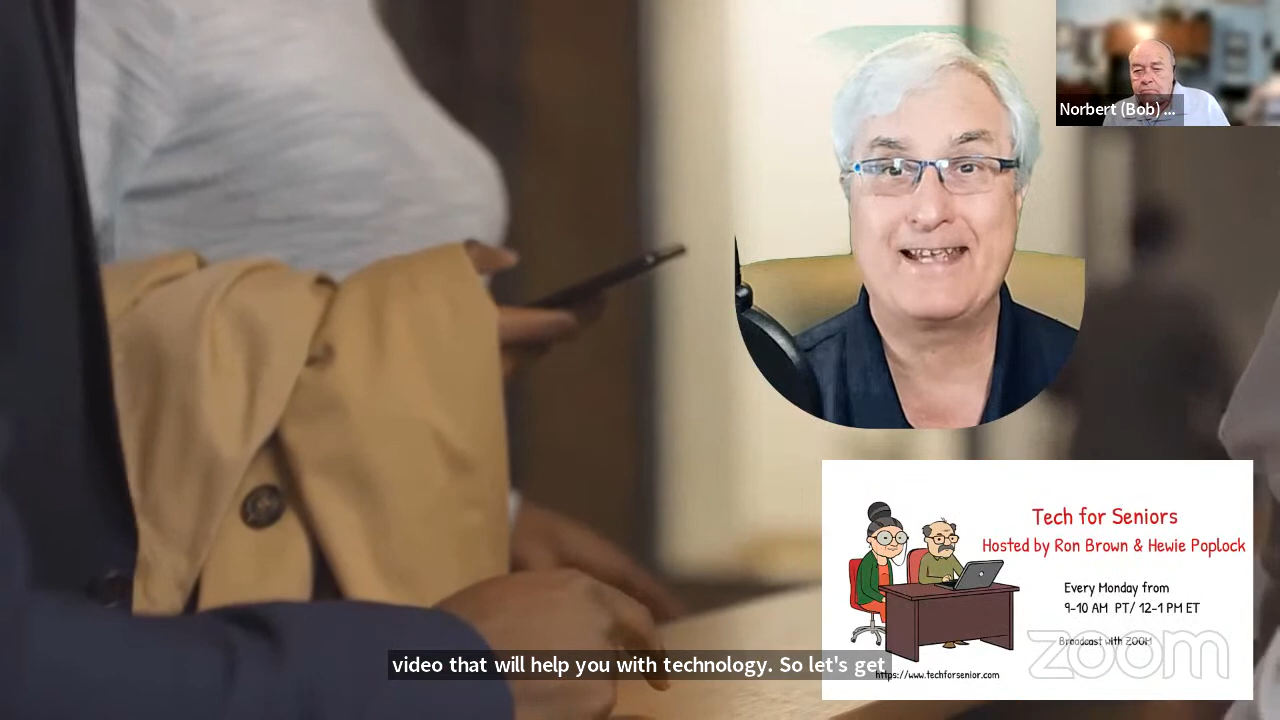 Norbert (Bob) ...
Tech for Seniors
Hosted by Ron Brown & Hewie Poplock
Every Monday from
9-10 AM PT/ 12-1 PM ET
Broadcast with ZOOM
zoom
video that will help you with technology. So let's get
https://www.techforsenior.com